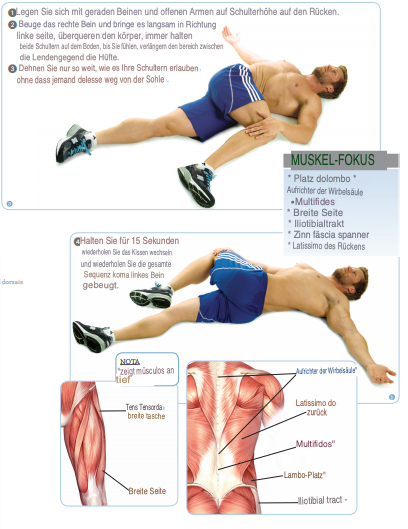 1 Legen Sie sich mit geraden Beinen und offenen Armen auf Schulterhöhe auf den Rücken.
2 Beuge das rechte Bein und bringe es langsam in Richtung
linke seite, überqueren den körper, immer halten
beide Schultern auf dem Boden, bis Sie fühlen, verlängern den bereich zwischen
die Lendengegend die Hüfte.
3 Dehnen Sie nur so weit, wie es Ihre Schultern erlauben.
ohne dass jemand delesse weg von der Sohle.
MUSKEL-FOKUS
* Platz dolombo *
Aufrichter der Wirbelsäule
*Multifides
* Breite Seite
* Iliotibialtrakt
* Zinn fáscia spanner
* Latissimo des Rückens
4 Halten Sie für 15 Sekunden
wiederholen Sie das Kissen wechseln
und wiederholen Sie die gesamte
Sequenz koma linkes Bein
gebeugt.
dorsais
NOTA
"zeigt músculos an
tief
Tens Tensorda
breite tasche
Breite Seite
Aufrichter der Wirbelsäule"
Latissimo do
zurück
Multifidos"
Lambo-Platz"
Iliotibial tract -